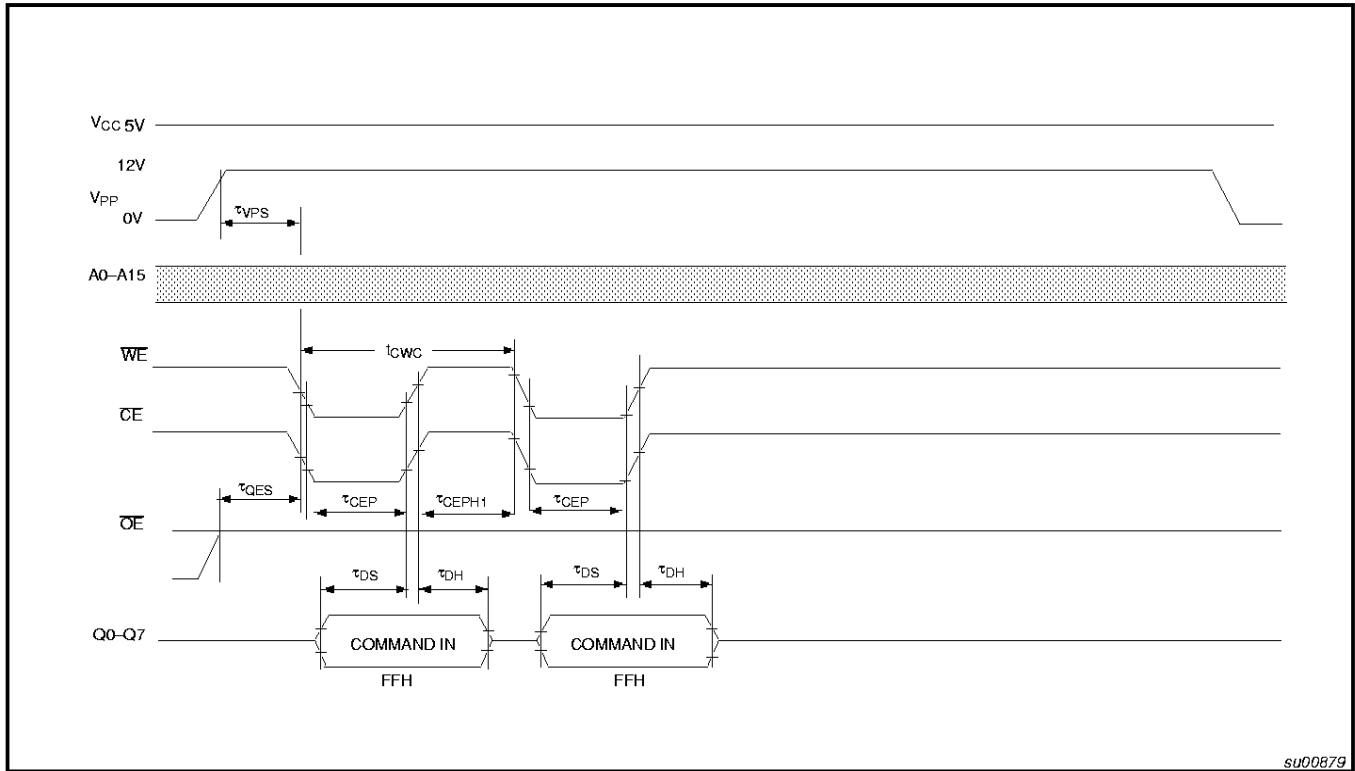 VCC 5V
12V
VPP
0V
τVPS
A0–A15
WE
tCWC
CE
τOES
τCEP
τCEPH1
τCEP
OE
τDS
τDH
τDS
τDH
Q0–Q7
COMMAND IN
COMMAND IN
FFH
FFH
su00879